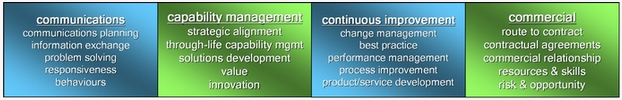 communications
communications planning
information exchange
problem solving
responsiveness
behaviours
capability management
strategic alignment
through-life capability mgmt
solutions development
value
innovation
continuous improvement
change management
best practice
performance management
process improvement
product/service development
commercial
route to contract
contractual agreements
commercial relationship
resources & skills
risk & opportunity